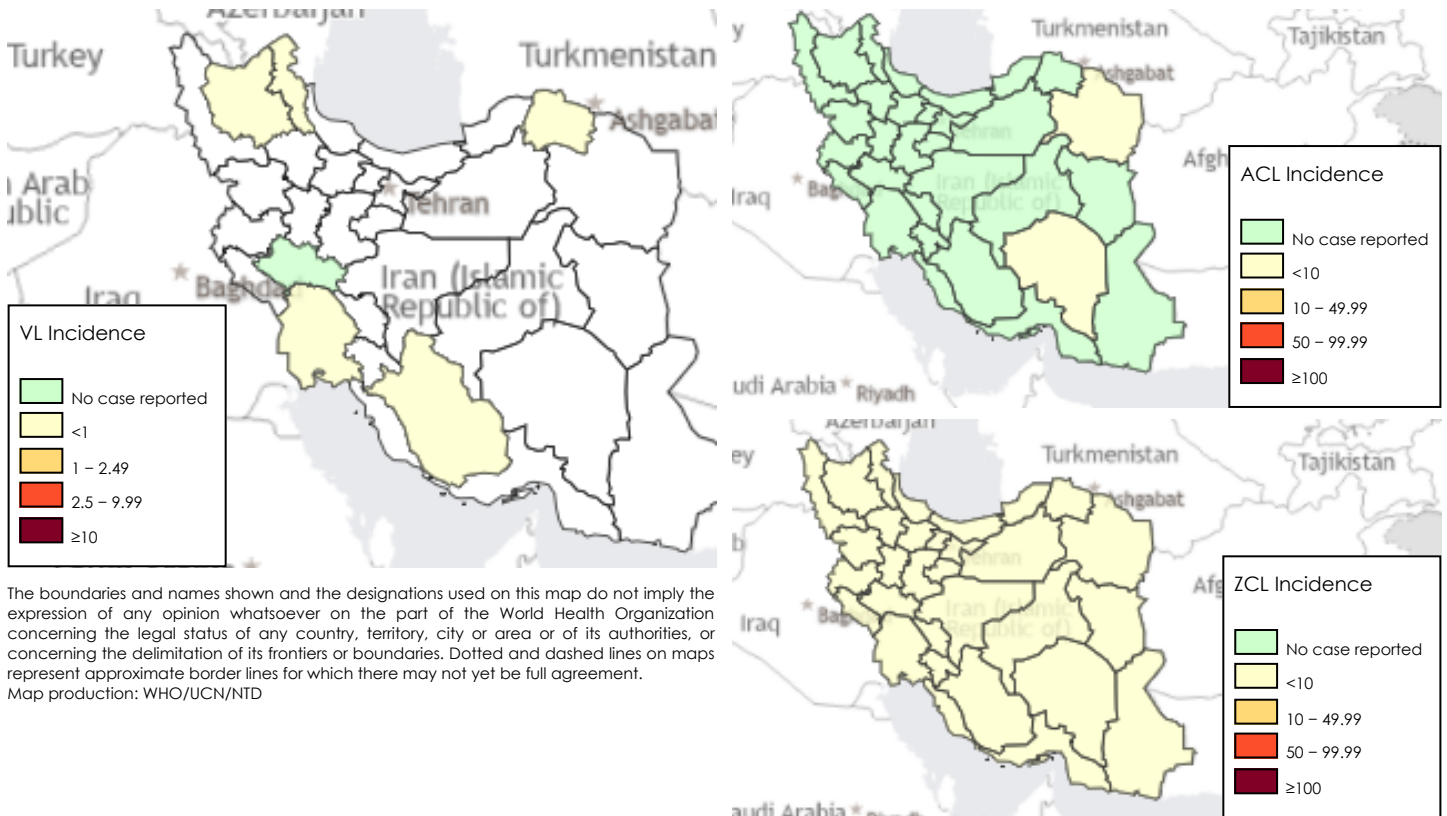 Azerbaijan
Turkey
Turkmenistan
Ashgabat
Arab
Tehran
Iran (Islamic
Republic of)
Baghdad
Iraq
VL Incidence
No case reported
<1
1 – 2.49
2.5 – 9.99
≥10
The boundaries and names shown and the designations used on this map do not imply the
expression of any opinion whatsoever on the part of the World Health Organization
concerning the legal status of any country, territory, city or area or of its authorities, or
concerning the delimitation of its frontiers or boundaries. Dotted and dashed lines on maps
represent approximate border lines for which there may not yet be full agreement.
Map production: WHO/UCN/NTD
Turkmenistan
Tajikistan
Ashgabat
Tehran
Iran (Islamic
Republic of)
Iraq
Afgh
udi Arabia
Riyadh
ACL Incidence
No case reported
<10
10 – 49.99
50 – 99.99
≥100
Azerbaijan
Turkmenistan
Tajikistan
Ashgabat
Tehran
Iran (Islamic
Republic of)
Iraq
Afg
audi Arabia
ZCL Incidence
No case reported
<10
10 – 49.99
50 – 99.99
≥100